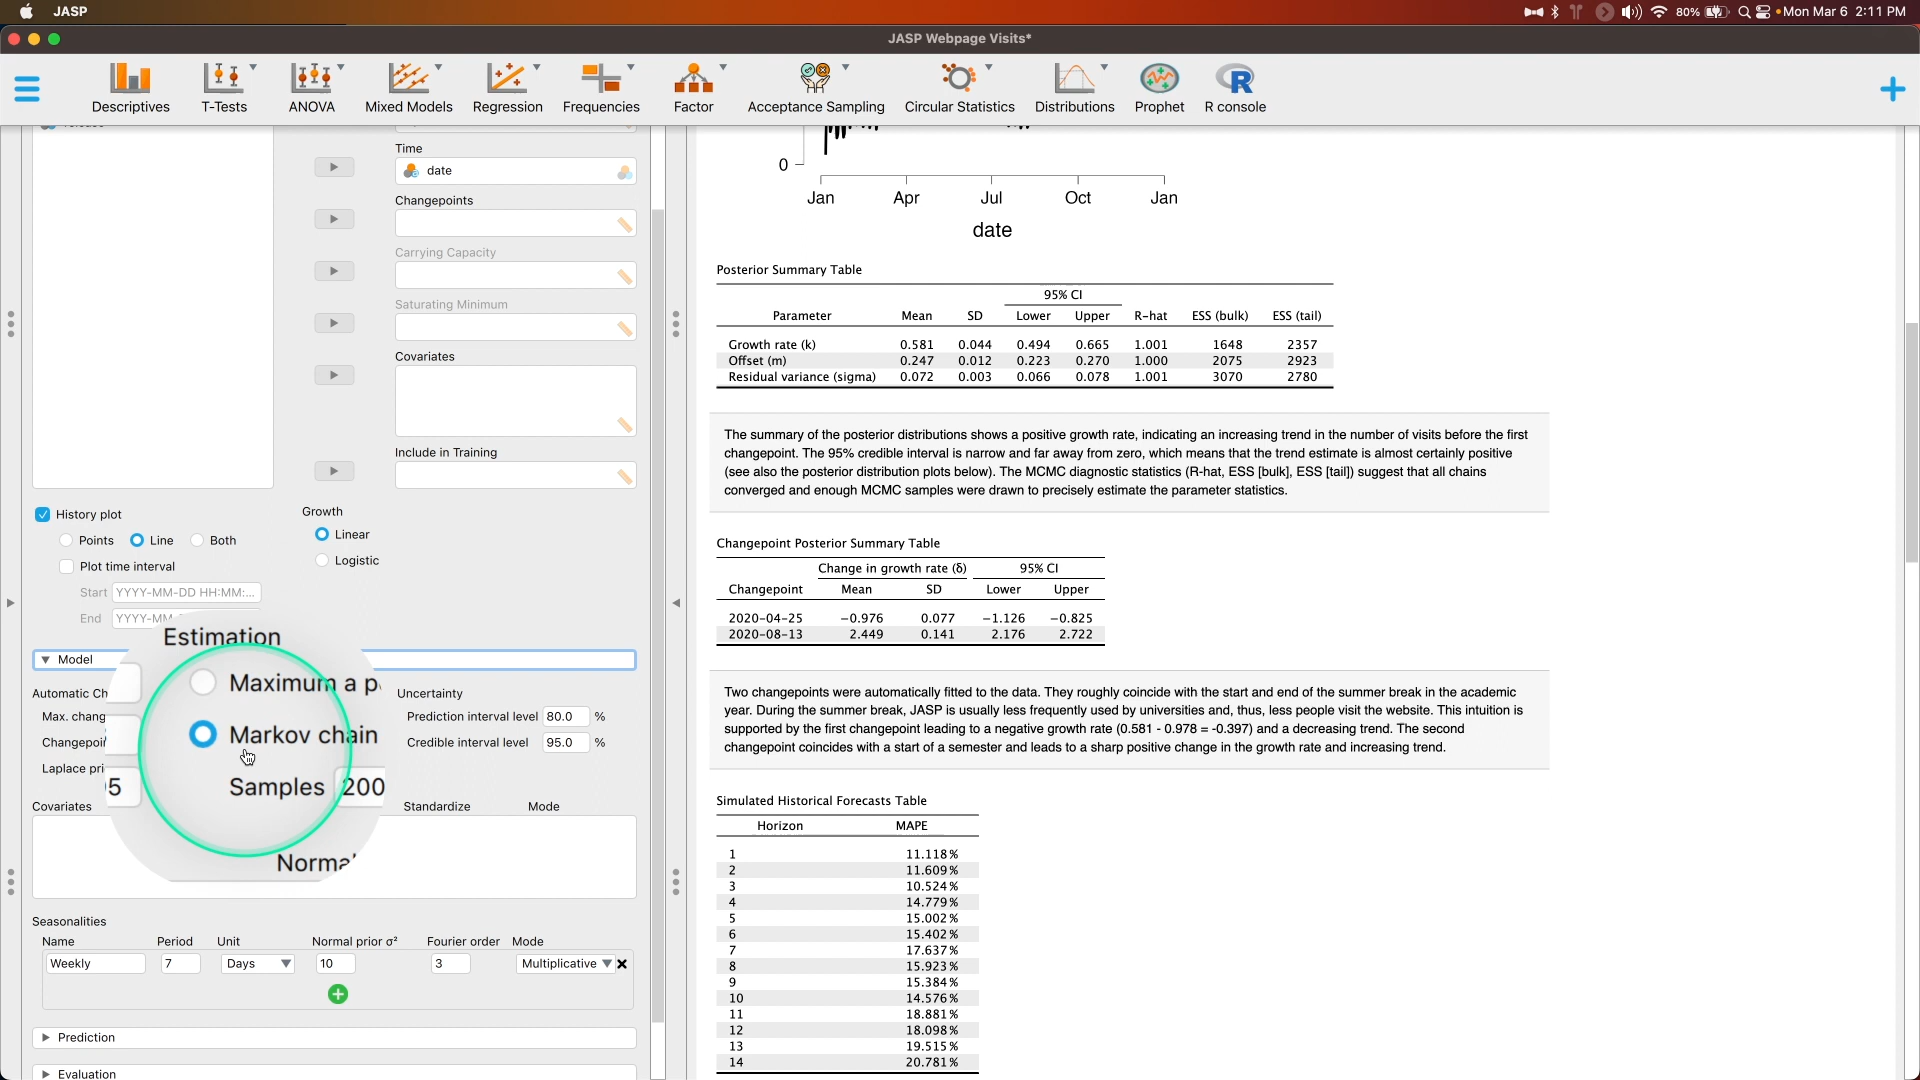 JASP
80%
Mon Mar 6 2:11 PM
JASP Webpage Visits*
Descriptives
T-Tests
ANOVA
Mixed Models
Regression
Frequencies
Factor
Acceptance Sampling
Circular Statistics
Distributions
Prophet
R console
Time
date
Changepoints
Carrying Capacity
Saturating Minimum
Covariates
Include in Training
History plot
Growth
Points Line Both
Linear
Plot time interval
Logistic
Start YYYY-MM-DD HH:MM:...
End YYYY-MM-
Estimation
Model
Maximum a
Automatic Ch
Uncertainty
Max. chang
Prediction interval level 80.0 %
Markov chain
Changepoi
Credible interval level 95.0 %
Laplace pri
5
Samples 200
Covariates
Standardize
Mode
Normal
Seasonalities
Name Period Unit Normal prior σ² Fourier order Mode
Weekly 7 Days 10 3 Multiplicative
Prediction
Evaluation
0
Jan Apr Jul Oct Jan
date
Posterior Summary Table
95% CI
Parameter Mean SD Lower Upper R-hat ESS (bulk) ESS (tail)
Growth rate (k) 0.581 0.044 0.494 0.665 1.001 1648 2357
Offset (m) 0.247 0.012 0.223 0.270 1.000 2075 2923
Residual variance (sigma) 0.072 0.003 0.066 0.078 1.001 3070 2780
The summary of the posterior distributions shows a positive growth rate, indicating an increasing trend in the number of visits before the first
changepoint. The 95% credible interval is narrow and far away from zero, which means that the trend estimate is almost certainly positive
(see also the posterior distribution plots below). The MCMC diagnostic statistics (R-hat, ESS [bulk], ESS [tail]) suggest that all chains
converged and enough MCMC samples were drawn to precisely estimate the parameter statistics.
Changepoint Posterior Summary Table
Change in growth rate (δ) 95% CI
Changepoint Mean SD Lower Upper
2020-04-25 −0.976 0.077 −1.126 −0.825
2020-08-13 2.449 0.141 2.176 2.722
Two changepoints were automatically fitted to the data. They roughly coincide with the start and end of the summer break in the academic
year. During the summer break, JASP is usually less frequently used by universities and, thus, less people visit the website. This intuition is
supported by the first changepoint leading to a negative growth rate (0.581 - 0.978 = -0.397) and a decreasing trend. The second
changepoint coincides with a start of a semester and leads to a sharp positive change in the growth rate and increasing trend.
Simulated Historical Forecasts Table
Horizon MAPE
1 11.118%
2 11.609%
3 10.524%
4 14.779%
5 15.002%
6 15.402%
7 17.637%
8 15.923%
9 15.384%
10 14.576%
11 18.881%
12 18.098%
13 19.515%
14 20.781%